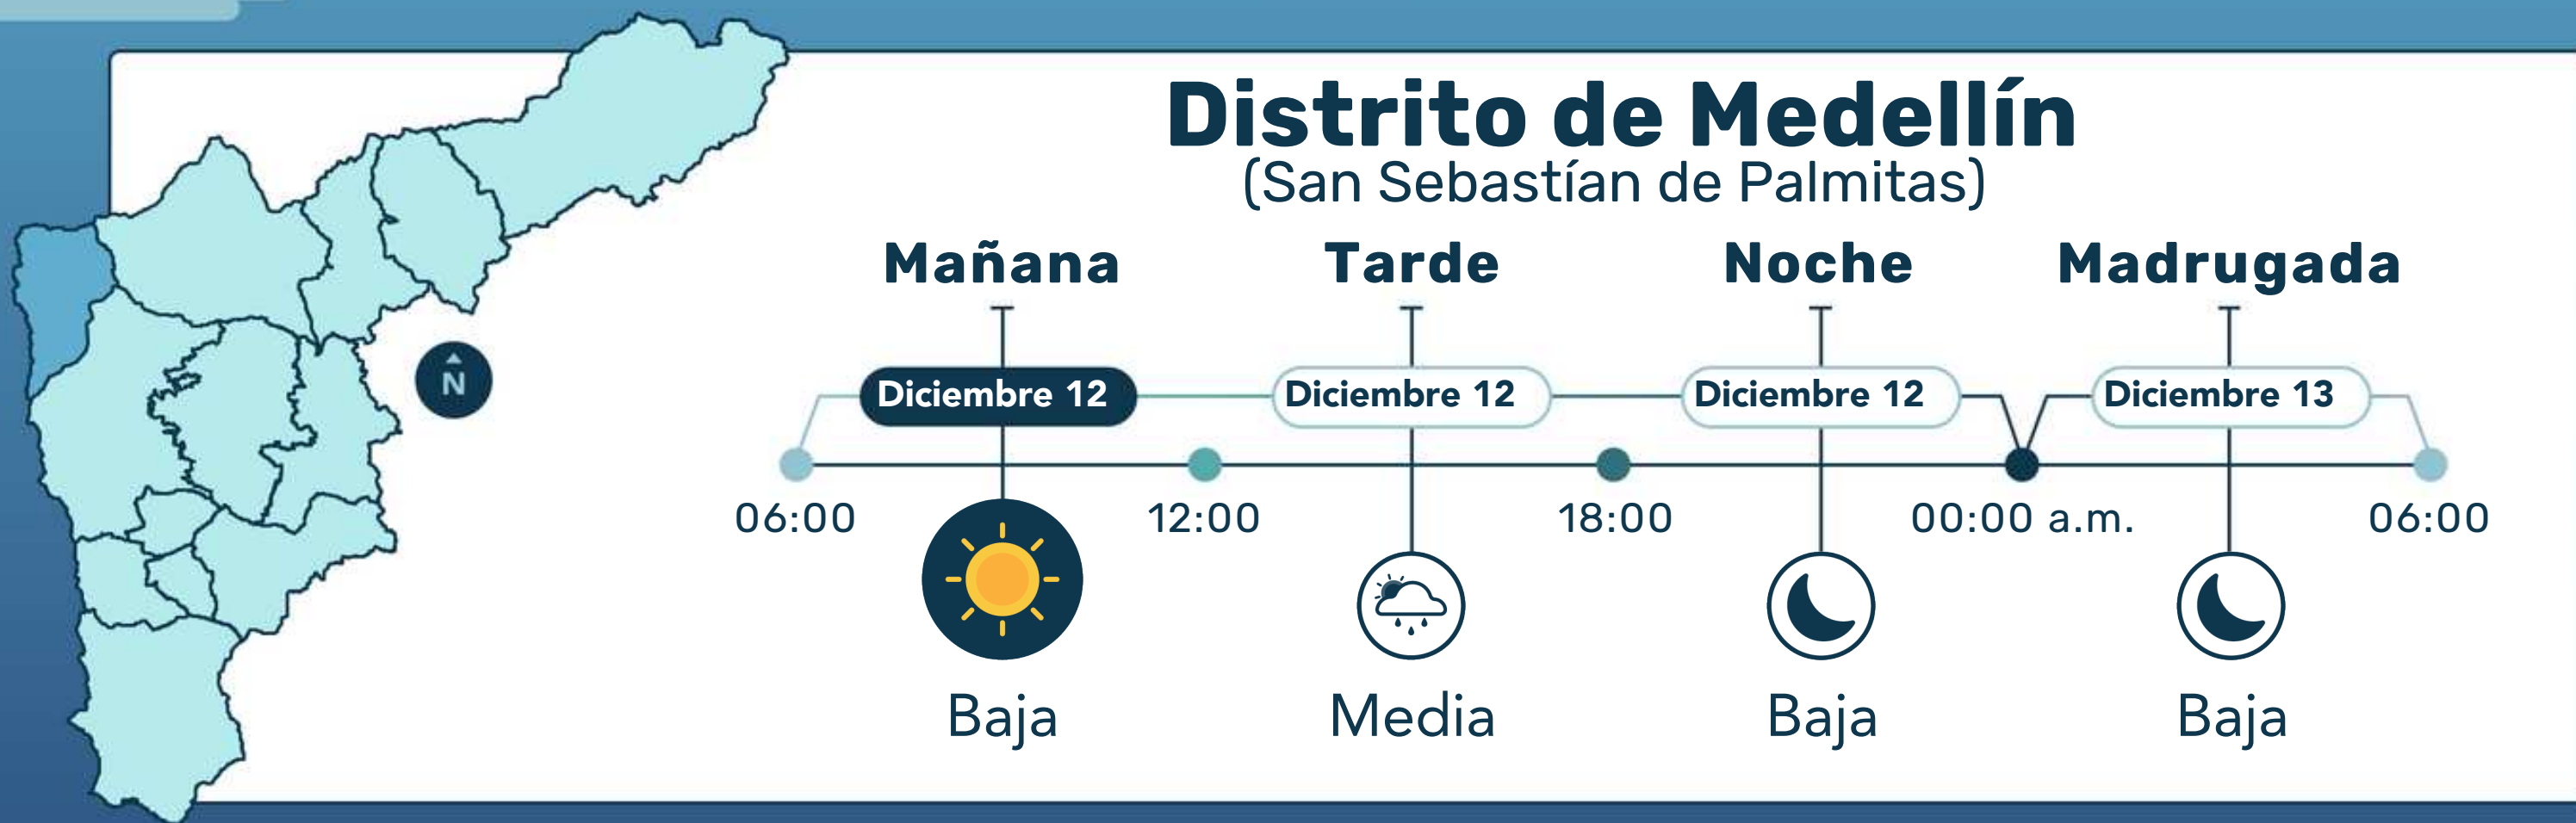 Distrito de Medellín
(San Sebastían de Palmitas)
Mañana Tarde Noche Madrugada
N
Diciembre 12 Diciembre 12 Diciembre 12 Diciembre 13
06:00 12:00 18:00 00:00 a.m. 06:00
Baja Media Baja Baja